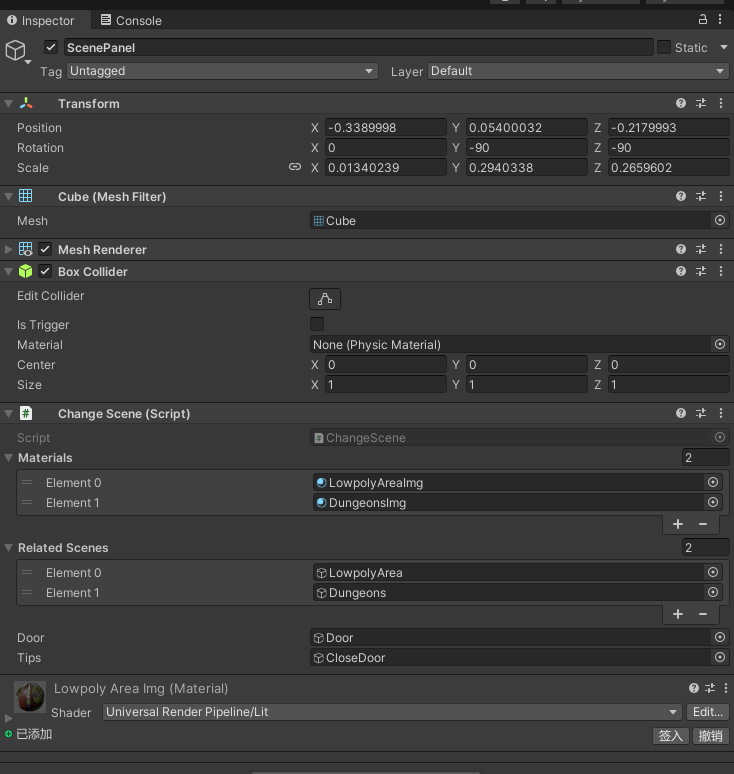 Inspector Console
ScenePanel Static
Tag Untagged Layer Default
Transform
Position X -0.3389998 Y 0.05400032 Z -0.2179993
Rotation X 0 Y -90 Z -90
Scale X 0.01340239 Y 0.2940338 Z 0.2659602
Cube (Mesh Filter)
Mesh Cube
Mesh Renderer
Box Collider
Edit Collider
Is Trigger
Material None (Physic Material)
Center X 0 Y 0 Z 0
Size X 1 Y 1 Z 1
# Change Scene (Script)
Script # ChangeScene
Materials 2
Element 0 LowpolyAreaImg
Element 1 DungeonsImg
Related Scenes 2
Element 0 LowpolyArea
Element 1 Dungeons
Door Door
Tips CloseDoor
Lowpoly Area Img (Material)
Shader Universal Render Pipeline/Lit Edit...
已添加 签入 撤销